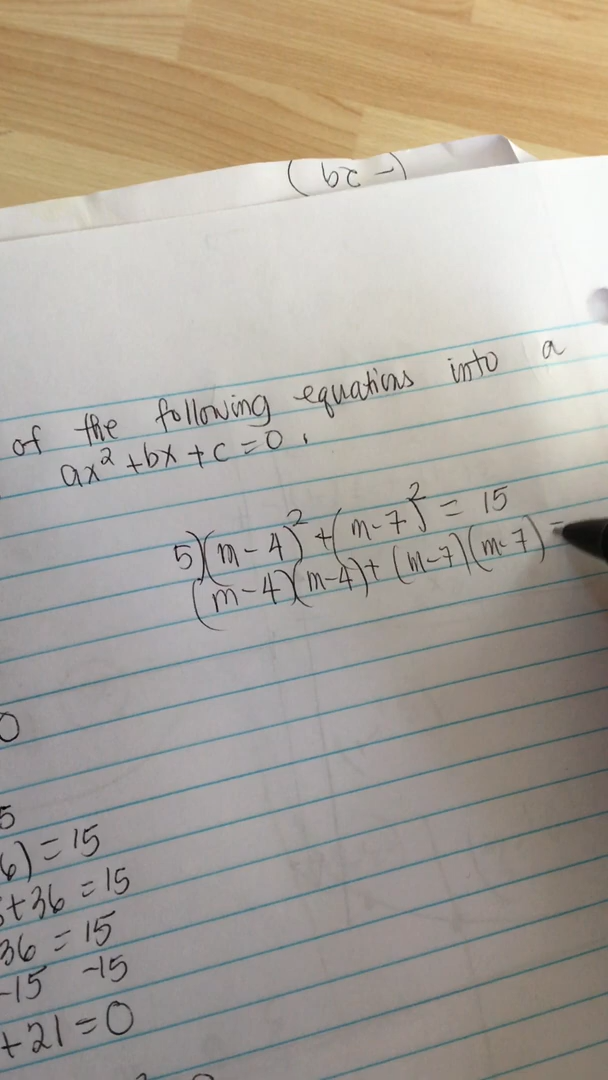 of the following equations into a
ax² + bx + c = 0.
5) (m - 4)² + (m - 7)² = 15
(m - 4)(m - 4) + (m - 7)(m - 7) =
0
5
6) = 15
+ 36 = 15
36 = 15
-15 -15
+ 21 = 0